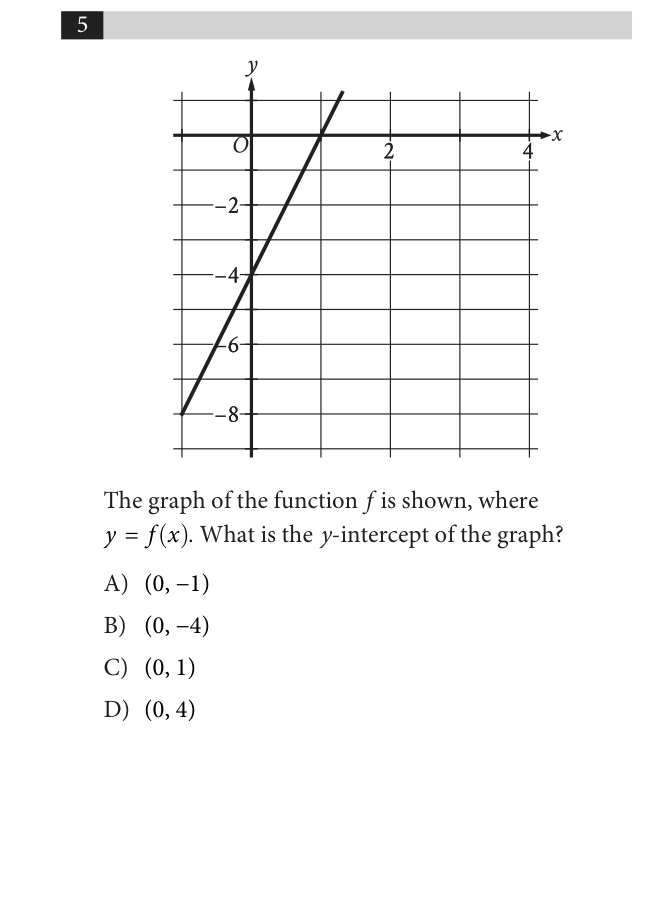 5
y
O
2
4
x
–2
–4
–6
–8
The graph of the function f is shown, where
y = f(x). What is the y-intercept of the graph?
A) (0, –1)
B) (0, –4)
C) (0, 1)
D) (0, 4)